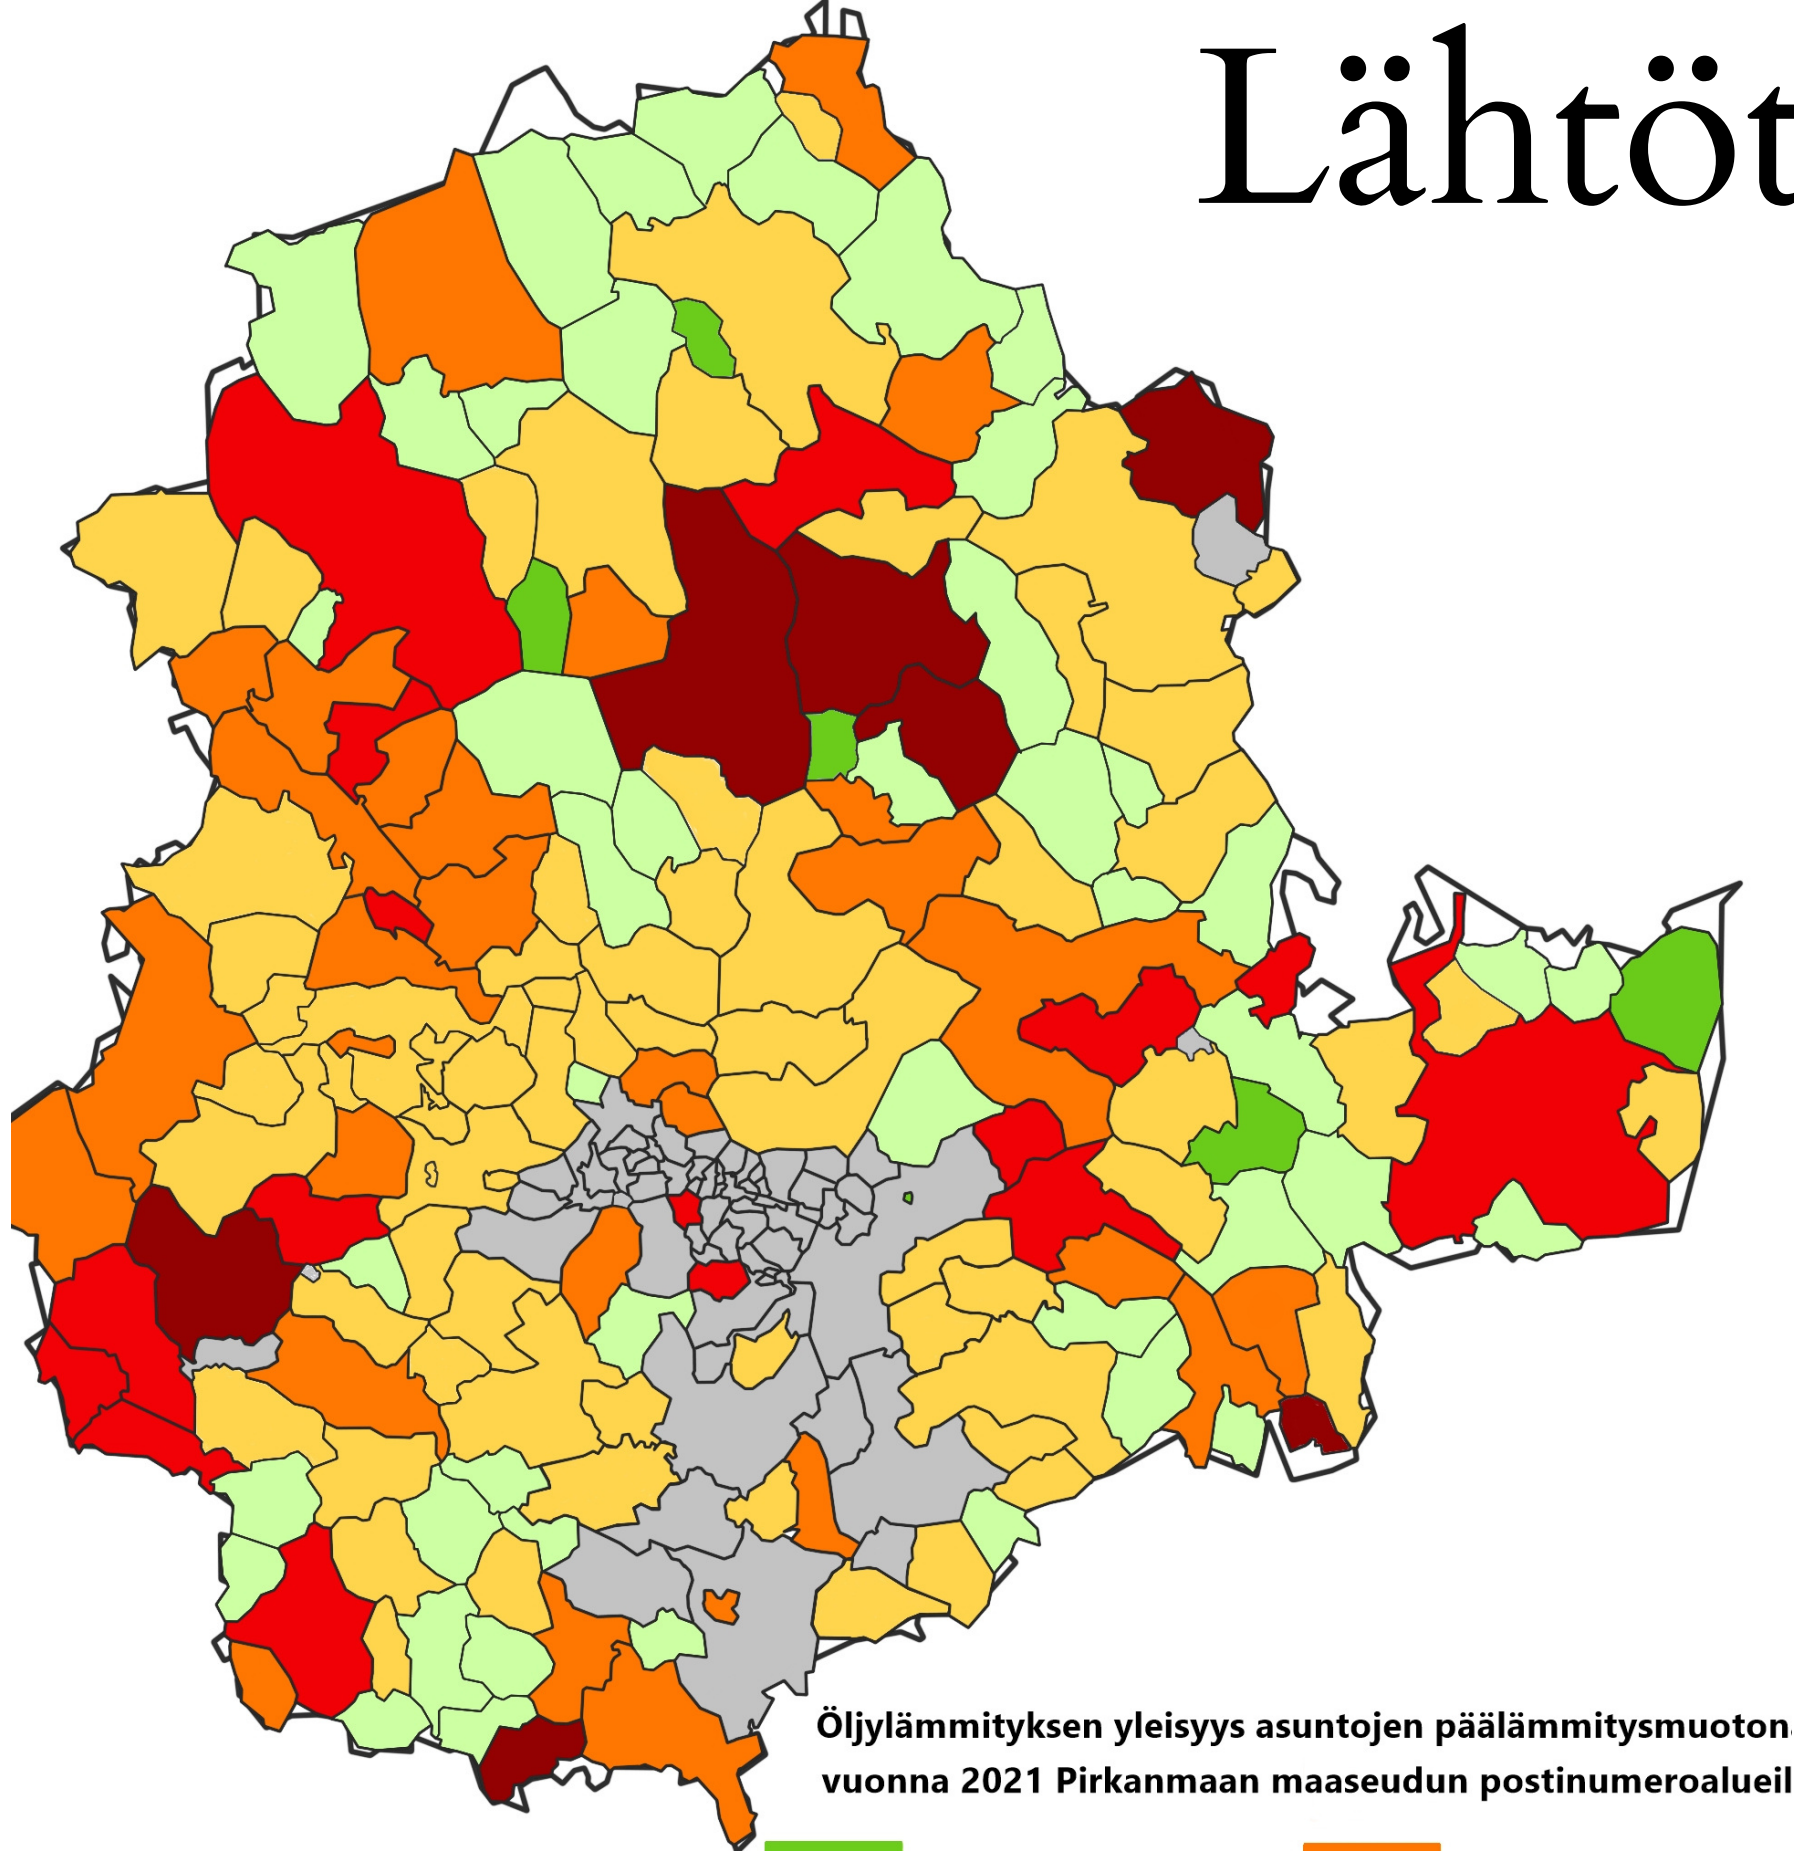 Lähtöt
Öljylämmityksen yleisyys asuntojen päälämmitysmuoton
vuonna 2021 Pirkanmaan maaseudun postinumeroalueil